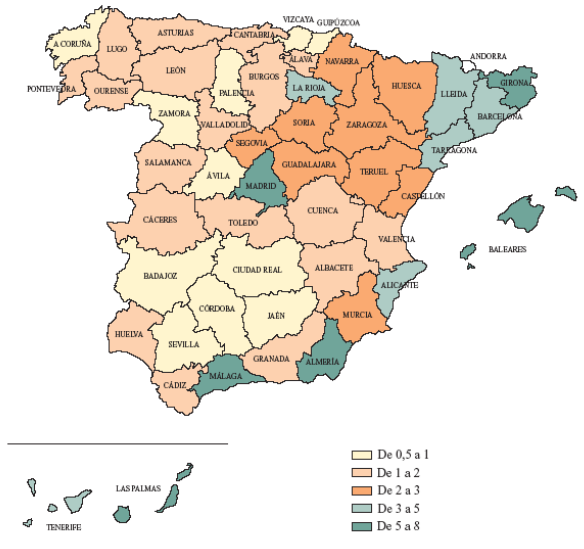 VIZCAYA
GUIPÚZCOA
A CORUÑA
LUGO
ASTURIAS
CANTABRIA
ÁLAVA
NAVARRA
ANDORRA
PONTEVEDRA
OURENSE
LEÓN
PALENCIA
BURGOS
LA RIOJA
HUESCA
LLEIDA
GIRONA
BARCELONA
ZAMORA
VALLADOLID
SORIA
ZARAGOZA
TARRAGONA
SEGOVIA
SALAMANCA
ÁVILA
MADRID
GUADALAJARA
TERUEL
CASTELLÓN
CÁCERES
TOLEDO
CUENCA
VALENCIA
BALEARES
BADAJOZ
CIUDAD REAL
ALBACETE
ALICANTE
CÓRDOBA
JAÉN
MURCIA
HUELVA
SEVILLA
GRANADA
ALMERÍA
CÁDIZ
MÁLAGA
LAS PALMAS
TENERIFE
De 0,5 a 1
De 1 a 2
De 2 a 3
De 3 a 5
De 5 a 8